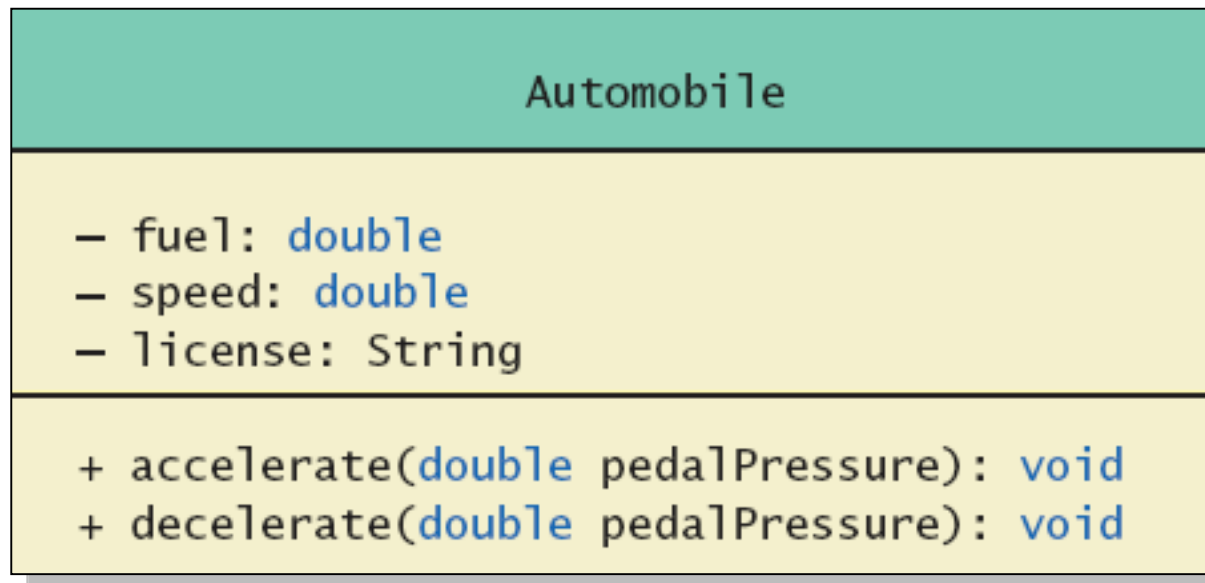 Automobile
– fuel: double
– speed: double
– license: String
+ accelerate(double pedalPressure): void
+ decelerate(double pedalPressure): void